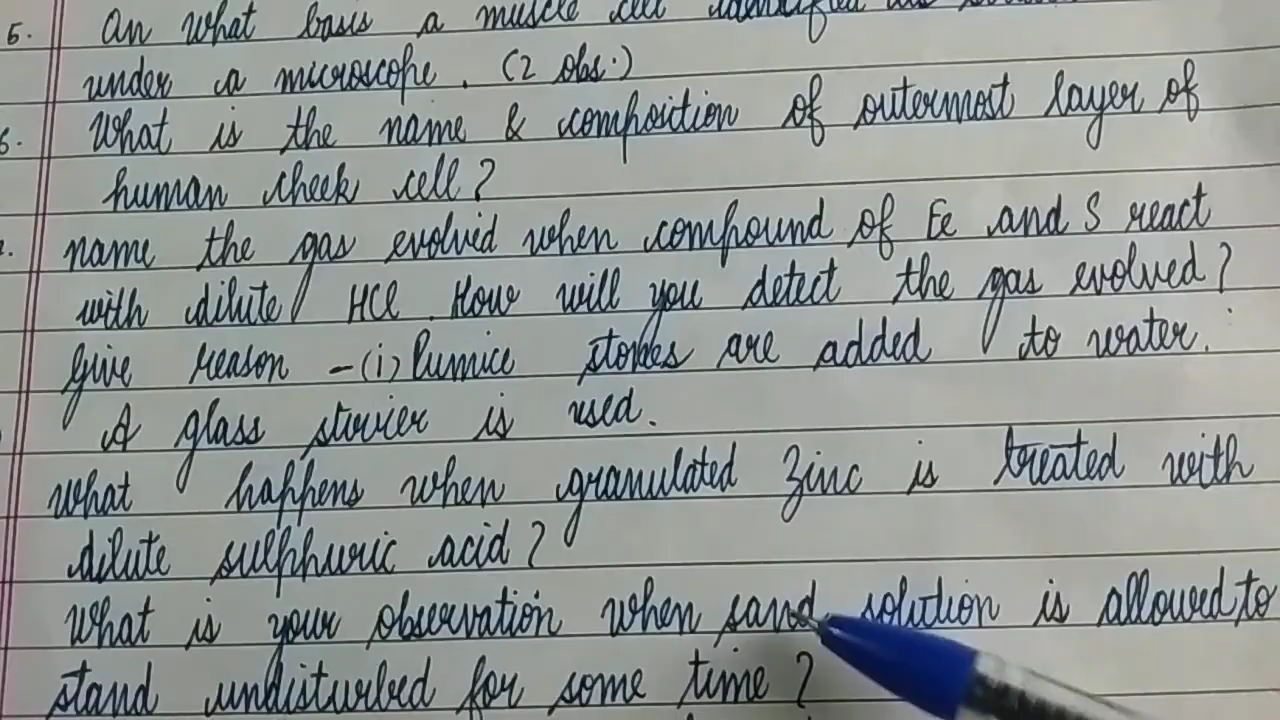 5. An what basis a muscle cell identified
under a microscope. (2 obs.)
6. What is the name & composition of outermost layer of
human cheek cell?
name the gas evolved when compound of Fe and S react
with dilute HCl. How will you detect the gas evolved?
Give reason - (i) Pumice stones are added to water.
A glass stirrer is used.
What happens when granulated Zinc is treated with
dilute sulphuric acid?
What is your observation when sand solution is allowed to
stand undisturbed for some time?